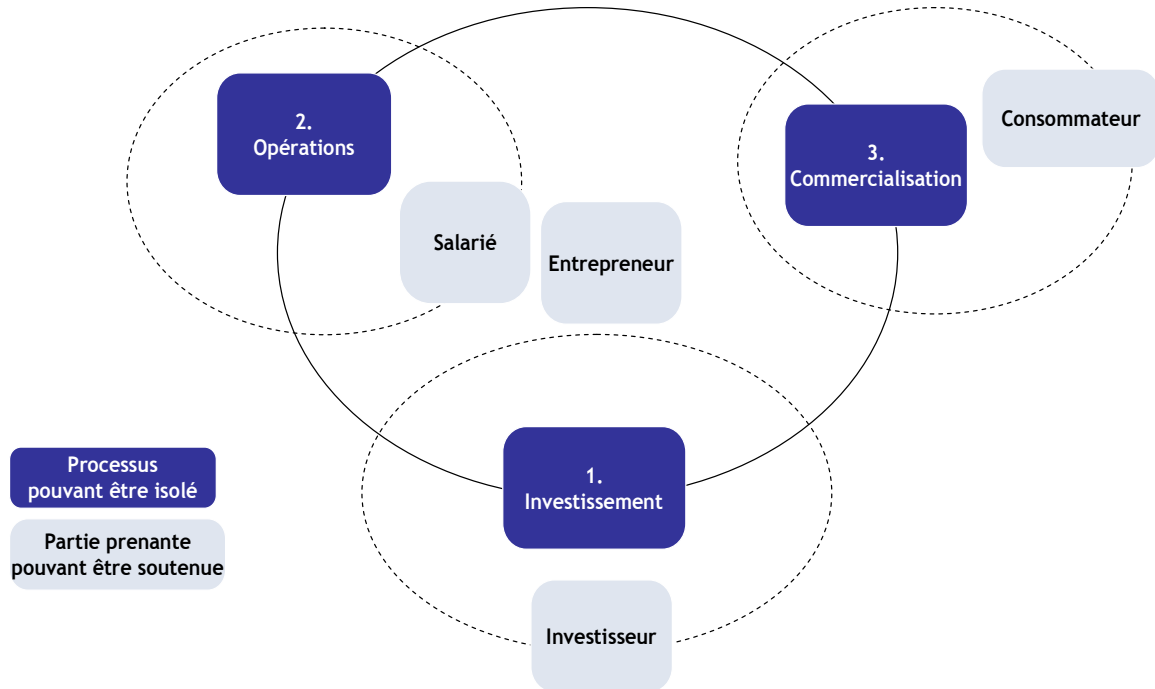 2.
Opérations
Consommateur
3.
Commercialisation
Salarié
Entrepreneur
1.
Investissement
Processus
pouvant être isolé
Partie prenante
pouvant être soutenue
Investisseur